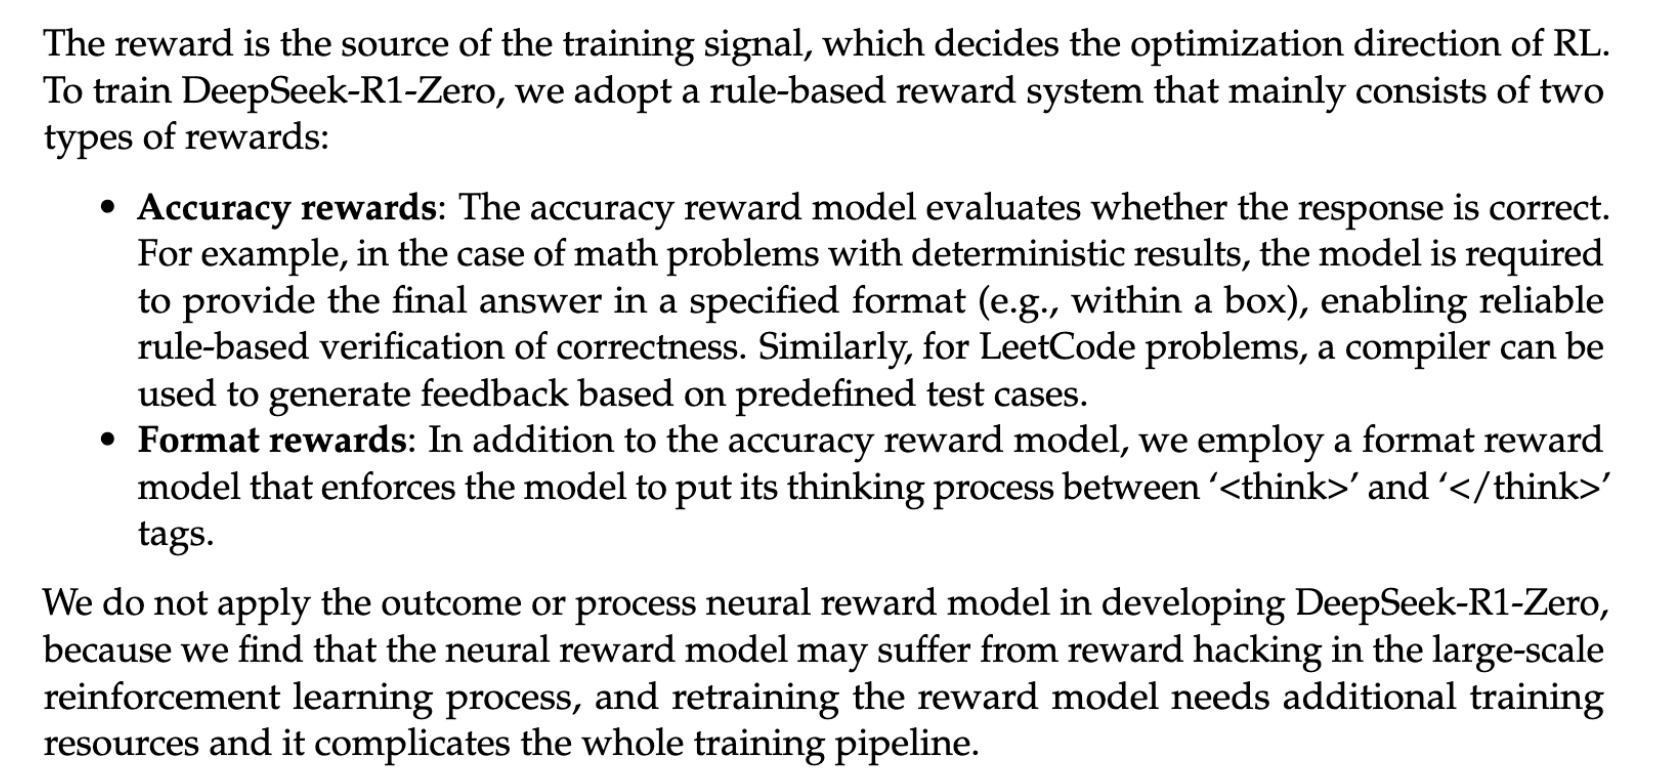 The reward is the source of the training signal, which decides the optimization direction of RL.
To train DeepSeek-R1-Zero, we adopt a rule-based reward system that mainly consists of two
types of rewards:
• Accuracy rewards: The accuracy reward model evaluates whether the response is correct.
For example, in the case of math problems with deterministic results, the model is required
to provide the final answer in a specified format (e.g., within a box), enabling reliable
rule-based verification of correctness. Similarly, for LeetCode problems, a compiler can be
used to generate feedback based on predefined test cases.
• Format rewards: In addition to the accuracy reward model, we employ a format reward
model that enforces the model to put its thinking process between ‘<think>’ and ‘</think>’
tags.
We do not apply the outcome or process neural reward model in developing DeepSeek-R1-Zero,
because we find that the neural reward model may suffer from reward hacking in the large-scale
reinforcement learning process, and retraining the reward model needs additional training
resources and it complicates the whole training pipeline.